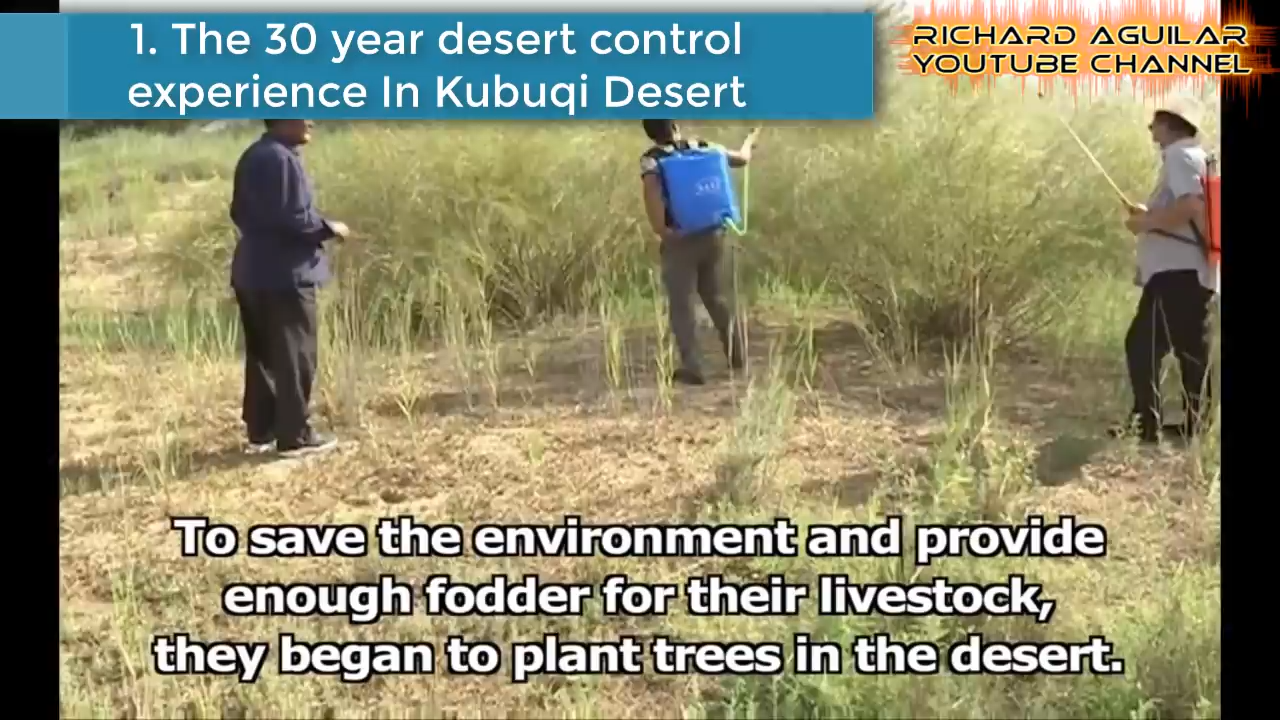 1. The 30 year desert control
experience In Kubuqi Desert
RICHARD AGUILAR
YOUTUBE CHANNEL
To save the environment and provide
enough fodder for their livestock,
they began to plant trees in the desert.